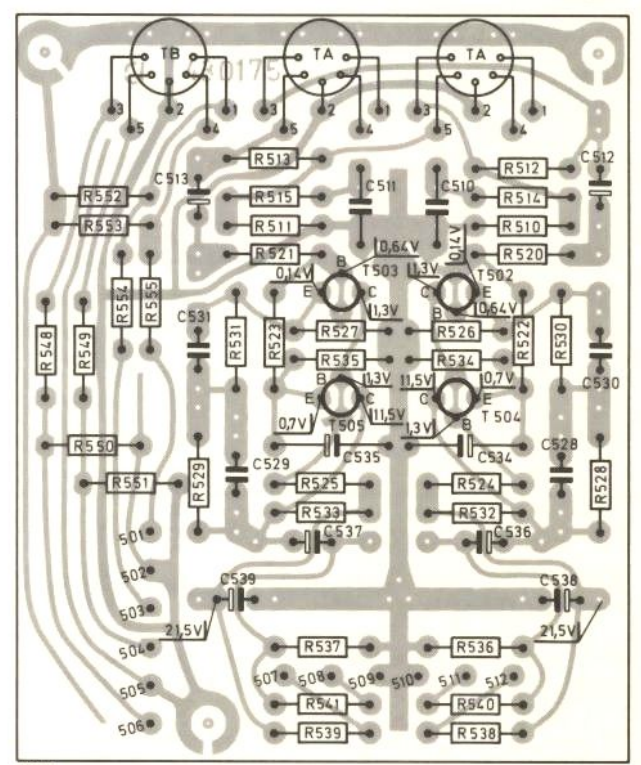 TB TA TA
*0175
3 5 2 4 1 3 5 2 4 1 3 5 2 4 1
R513 R512 C512
C513 C511 C510
R552 R515 R514
R553 R511 R510
R521 R520
0,64V 0,14V
0,14V B T503 1,3V T502
E C C E
1,3V B 0,64V
R554 R555
C531 R531 R523 R527 R526 R522 R530
R548 R549 R535 R534 C530
B 1,3V 11,5V 0,7V
E C C E
0,7V T505 11,5V 1,3V B T504
R550 C535 C534
R551 R529 C529 R525 R524 C528 R528
R533 R532
501 C537 C536
502
C539 C538
503
21,5V 21,5V
504 R537 R536
505 507 508 509 510 511 512
R541 R540
506 R539 R538